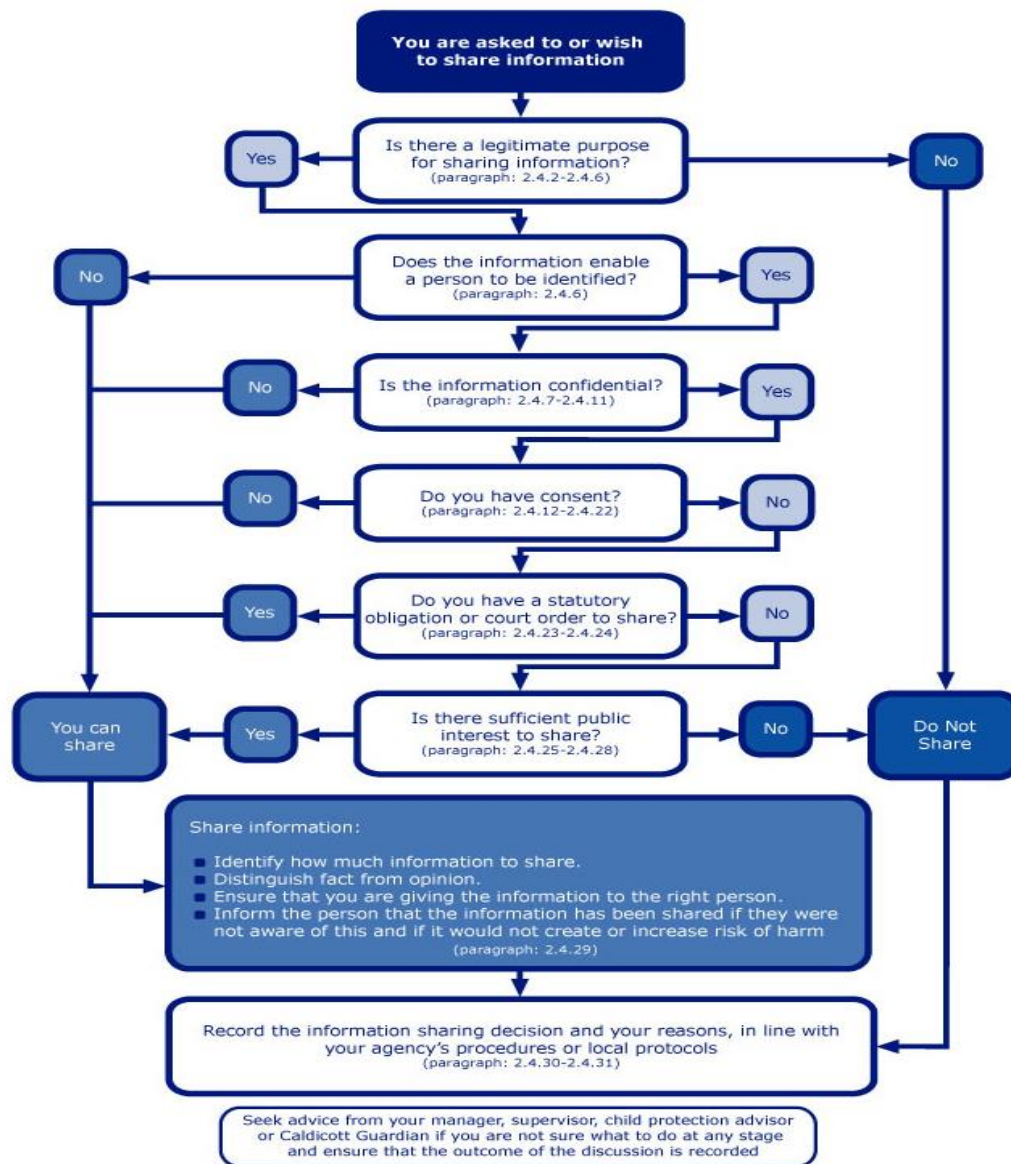 You are asked to or wish
to share information
Is there a legitimate purpose
for sharing information?
(paragraph: 2.4.2-2.4.6)
Yes
No
Does the information enable
a person to be identified?
(paragraph: 2.4.6)
No
Yes
Is the information confidential?
(paragraph: 2.4.7-2.4.11)
No
Yes
Do you have consent?
(paragraph: 2.4.12-2.4.22)
No
No
Do you have a statutory
obligation or court order to share?
(paragraph: 2.4.23-2.4.24)
Yes
No
You can
share
Yes
Is there sufficient public
interest to share?
(paragraph: 2.4.25-2.4.28)
No
Do Not
Share
Share information:
Identify how much information to share.
Distinguish fact from opinion.
Ensure that you are giving the information to the right person.
Inform the person that the information has been shared if they were
not aware of this and if it would not create or increase risk of harm
(paragraph: 2.4.29)
Record the information sharing decision and your reasons, in line with
your agency’s procedures or local protocols
(paragraph: 2.4.30-2.4.31)
Seek advice from your manager, supervisor, child protection advisor
or Caldicott Guardian if you are not sure what to do at any stage
and ensure that the outcome of the discussion is recorded